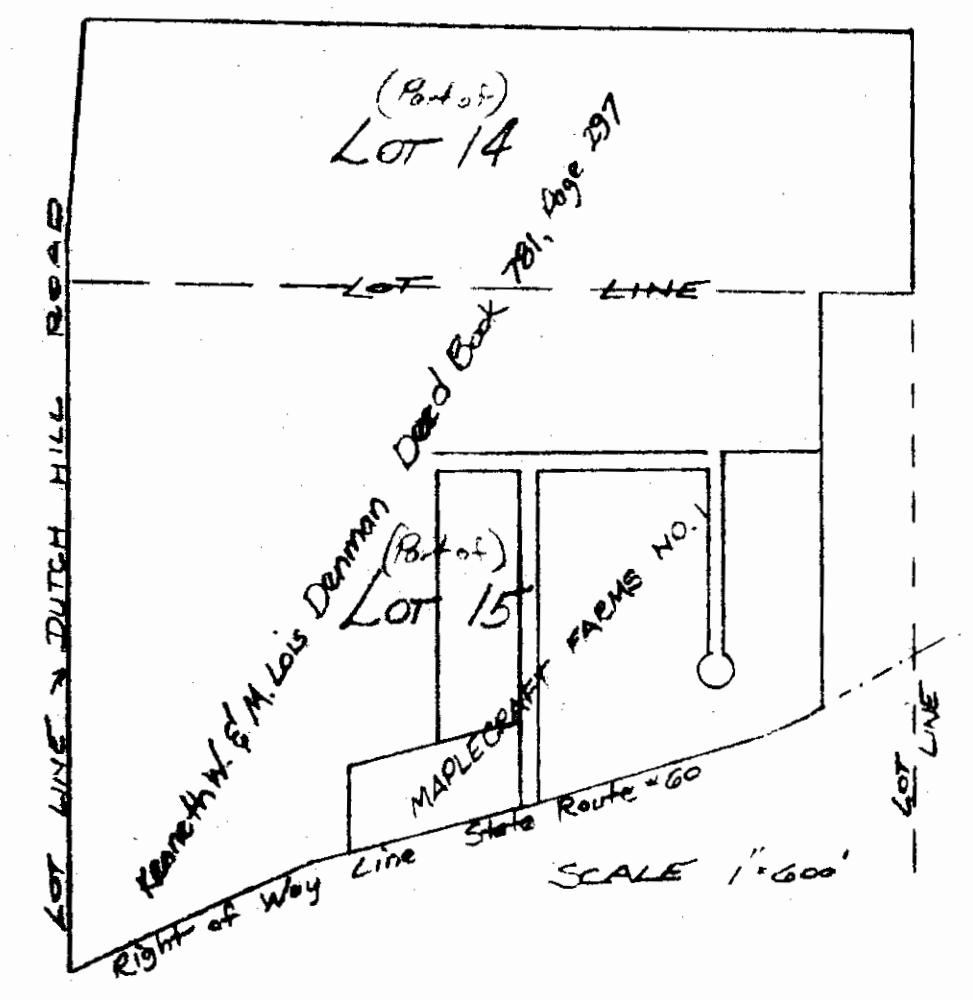 (Part of)
LOT 14
LOT LINE
Kenneth W. & M. Lois Denman Deed Book 781, Page 297
LOT LINE → DUTCH HILL ROAD
(Part of)
LOT 15
MAPLECRAFT FARMS NO. 1
LOT LINE
Right of Way Line State Route #60
SCALE 1"=600'